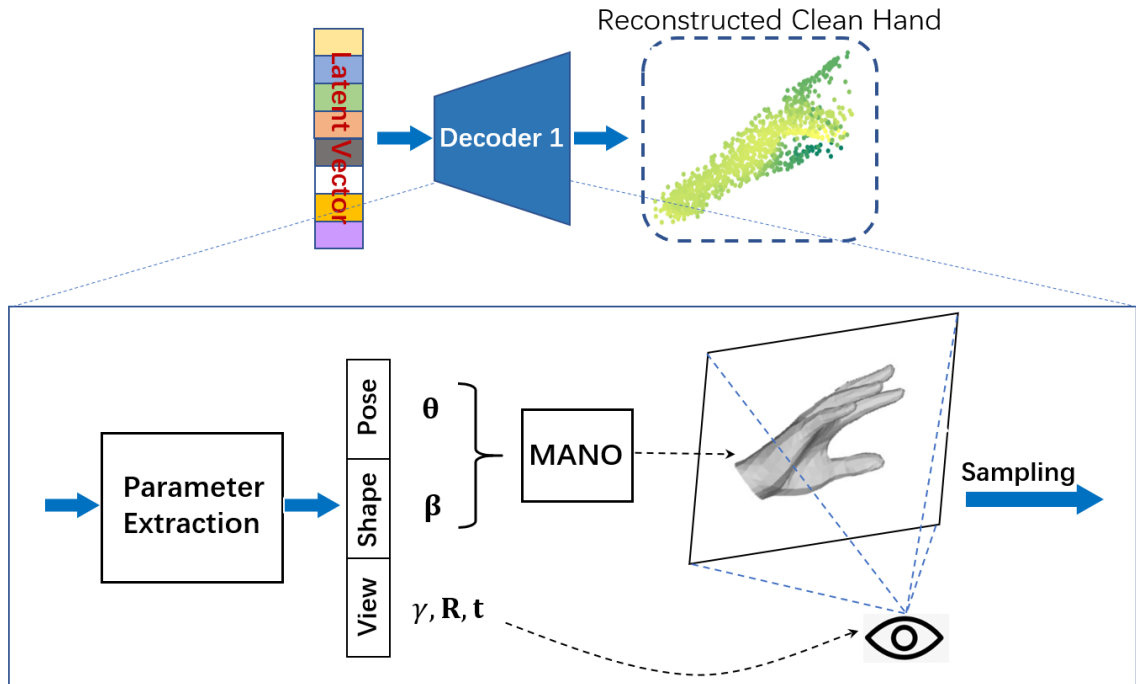 Reconstructed Clean Hand
Latent Vector
Decoder 1
Parameter
Extraction
Pose
Shape
View
θ
β
γ, R, t
MANO
Sampling